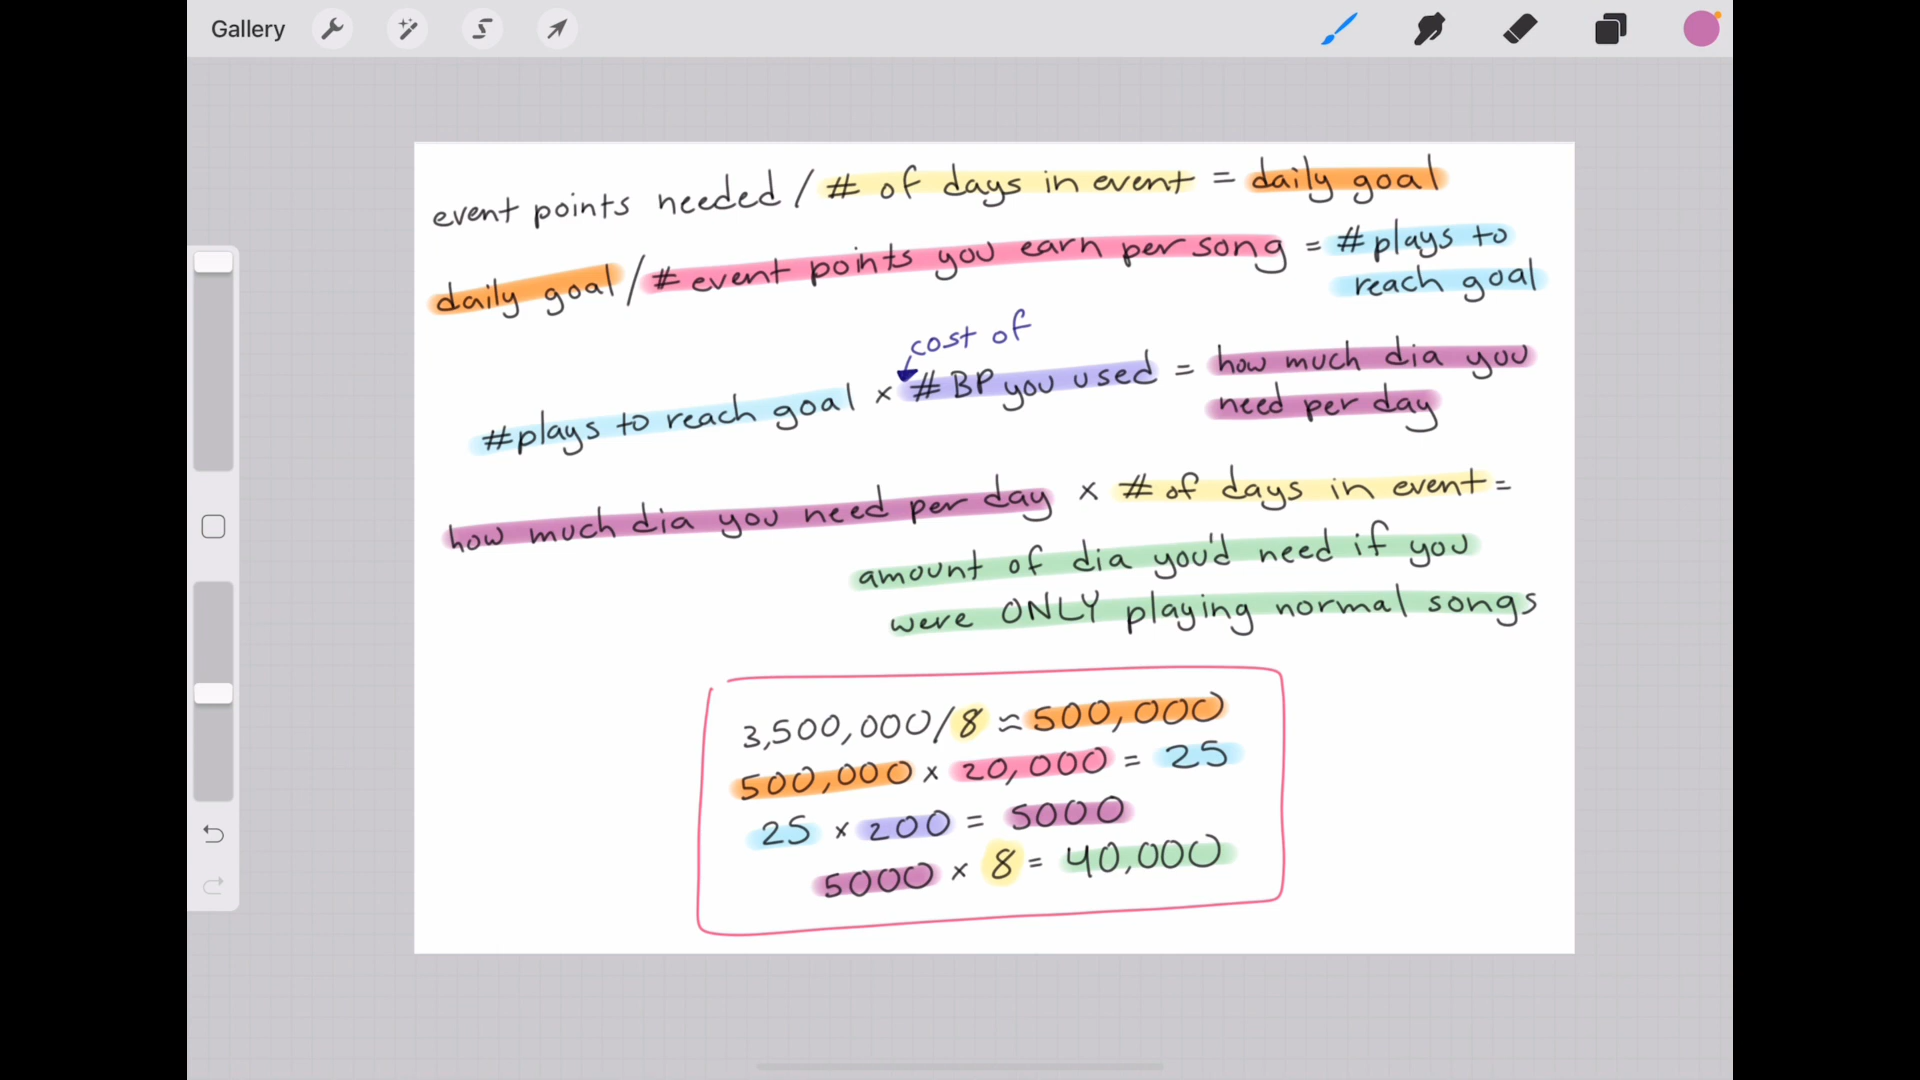 Gallery
event points needed / # of days in event = daily goal
daily goal / # event points you earn per song = # plays to
reach goal
cost of
# plays to reach goal × # BP you used = how much dia you
need per day
how much dia you need per day × # of days in event =
amount of dia you'd need if you
were ONLY playing normal songs
3,500,000/8 ≈ 500,000
500,000 × 20,000 = 25
25 × 200 = 5000
5000 × 8 = 40,000